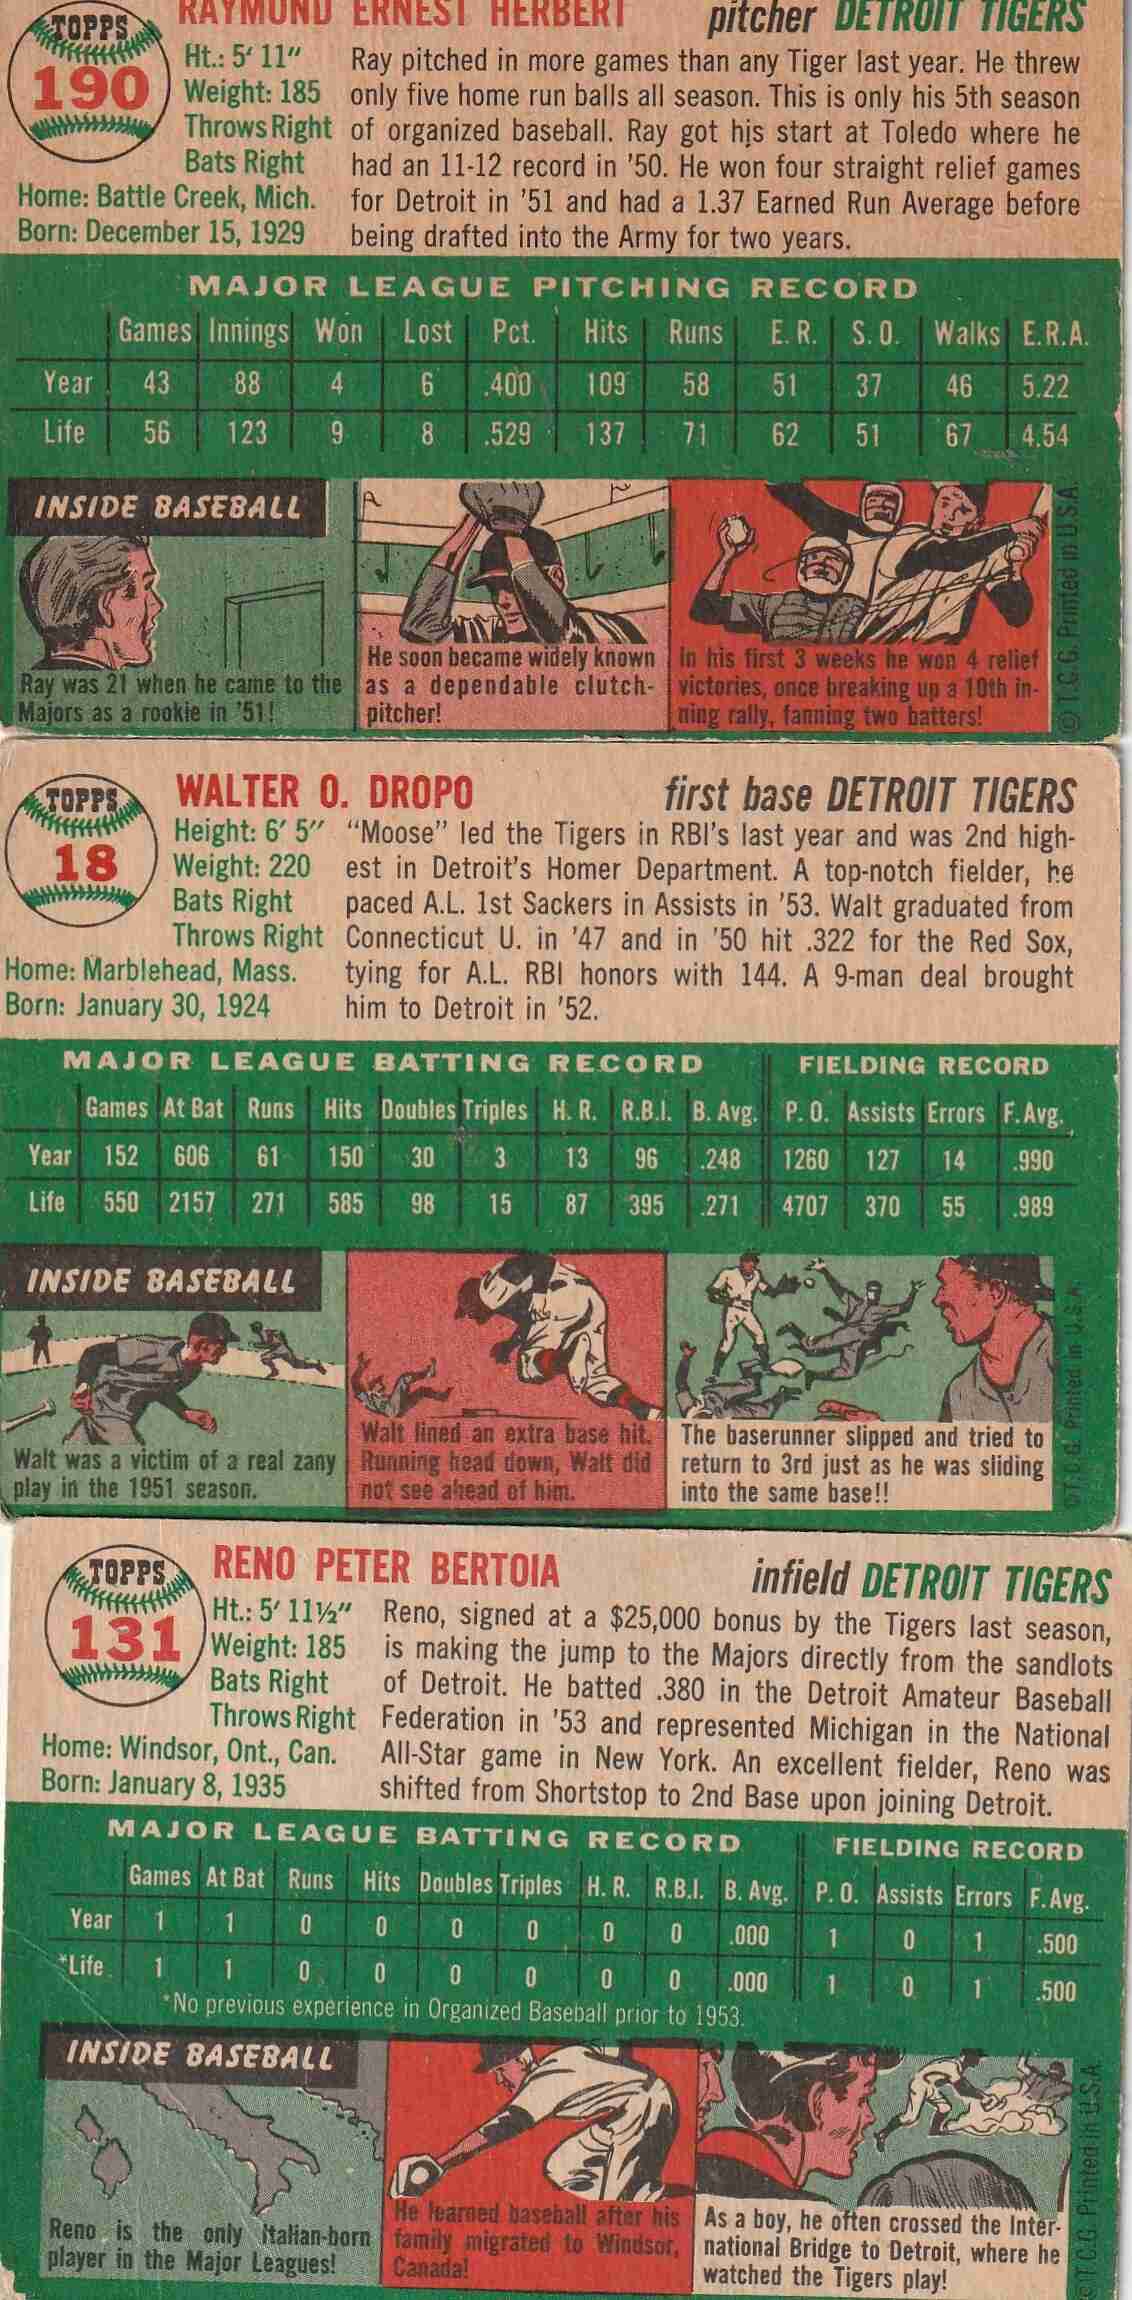 TOPPS
190
RAYMOND ERNEST HERBERT
pitcher DETROIT TIGERS
Ht.: 5′ 11″
Weight: 185
Throws Right
Bats Right
Home: Battle Creek, Mich.
Born: December 15, 1929
Ray pitched in more games than any Tiger last year. He threw
only five home run balls all season. This is only his 5th season
of organized baseball. Ray got his start at Toledo where he
had an 11-12 record in '50. He won four straight relief games
for Detroit in '51 and had a 1.37 Earned Run Average before
being drafted into the Army for two years.
MAJOR LEAGUE PITCHING RECORD
Games Innings Won Lost Pct. Hits Runs E. R. S. O. Walks E.R.A.
Year 43 88 4 6 .400 109 58 51 37 46 5.22
Life 56 123 9 8 .529 137 71 62 51 67 4.54
INSIDE BASEBALL
Ray was 21 when he came to the
Majors as a rookie in '51!
He soon became widely known
as a dependable clutch-
pitcher!
In his first 3 weeks he won 4 relief
victories, once breaking up a 10th in-
ning rally, fanning two batters!
© T.C.G. Printed in U.S.A.
TOPPS
18
WALTER O. DROPO
first base DETROIT TIGERS
Height: 6′ 5″
Weight: 220
Bats Right
Throws Right
Home: Marblehead, Mass.
Born: January 30, 1924
"Moose" led the Tigers in RBI's last year and was 2nd high-
est in Detroit's Homer Department. A top-notch fielder, he
paced A.L. 1st Sackers in Assists in '53. Walt graduated from
Connecticut U. in '47 and in '50 hit .322 for the Red Sox,
tying for A.L. RBI honors with 144. A 9-man deal brought
him to Detroit in '52.
MAJOR LEAGUE BATTING RECORD FIELDING RECORD
Games At Bat Runs Hits Doubles Triples H. R. R.B.I. B. Avg. P. O. Assists Errors F. Avg.
Year 152 606 61 150 30 3 13 96 .248 1260 127 14 .990
Life 550 2157 271 585 98 15 87 395 .271 4707 370 55 .989
INSIDE BASEBALL
Walt was a victim of a real zany
play in the 1951 season.
Walt lined an extra base hit.
Running head down, Walt did
not see ahead of him.
The baserunner slipped and tried to
return to 3rd just as he was sliding
into the same base!!
©T.C.G. Printed in U.S.A.
TOPPS
131
RENO PETER BERTOIA
infield DETROIT TIGERS
Ht.: 5′ 11½″
Weight: 185
Bats Right
Throws Right
Home: Windsor, Ont., Can.
Born: January 8, 1935
Reno, signed at a $25,000 bonus by the Tigers last season,
is making the jump to the Majors directly from the sandlots
of Detroit. He batted .380 in the Detroit Amateur Baseball
Federation in '53 and represented Michigan in the National
All-Star game in New York. An excellent fielder, Reno was
shifted from Shortstop to 2nd Base upon joining Detroit.
MAJOR LEAGUE BATTING RECORD FIELDING RECORD
Games At Bat Runs Hits Doubles Triples H. R. R.B.I. B. Avg. P. O. Assists Errors F. Avg.
Year 1 1 0 0 0 0 0 0 .000 1 0 1 .500
*Life 1 1 0 0 0 0 0 0 .000 1 0 1 .500
*No previous experience in Organized Baseball prior to 1953.
INSIDE BASEBALL
Reno is the only Italian-born
player in the Major Leagues!
He learned baseball after his
family migrated to Windsor,
Canada!
As a boy, he often crossed the Inter-
national Bridge to Detroit, where he
watched the Tigers play!
© T.C.G. Printed in U.S.A.